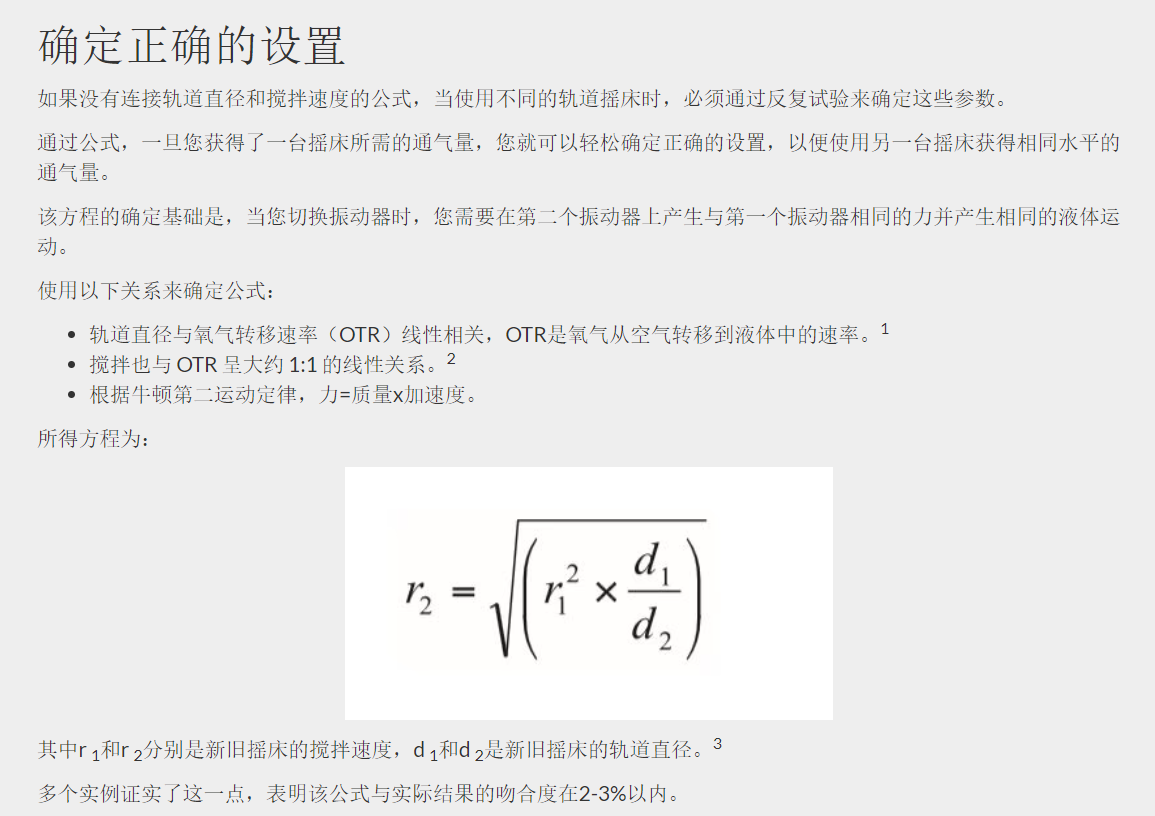 确定正确的设置
如果没有连接轨道直径和搅拌速度的公式，当使用不同的轨道摇床时，必须通过反复试验来确定这些参数。
通过公式，一旦您获得了一台摇床所需的通气量，您就可以轻松确定正确的设置，以便使用另一台摇床获得相同水平的
通气量。
该方程的确定基础是，当您切换振动器时，您需要在第二个振动器上产生与第一个振动器相同的力并产生相同的液体运
动。
使用以下关系来确定公式：
• 轨道直径与氧气转移速率（OTR）线性相关，OTR是氧气从空气转移到液体中的速率。1
• 搅拌也与 OTR 呈大约 1:1 的线性关系。2
• 根据牛顿第二运动定律，力=质量x加速度。
所得方程为：
r₂ = √(r₁² × d₁/d₂)
其中r 1和r 2分别是新旧摇床的搅拌速度，d 1和d 2是新旧摇床的轨道直径。3
多个实例证实了这一点，表明该公式与实际结果的吻合度在2-3%以内。